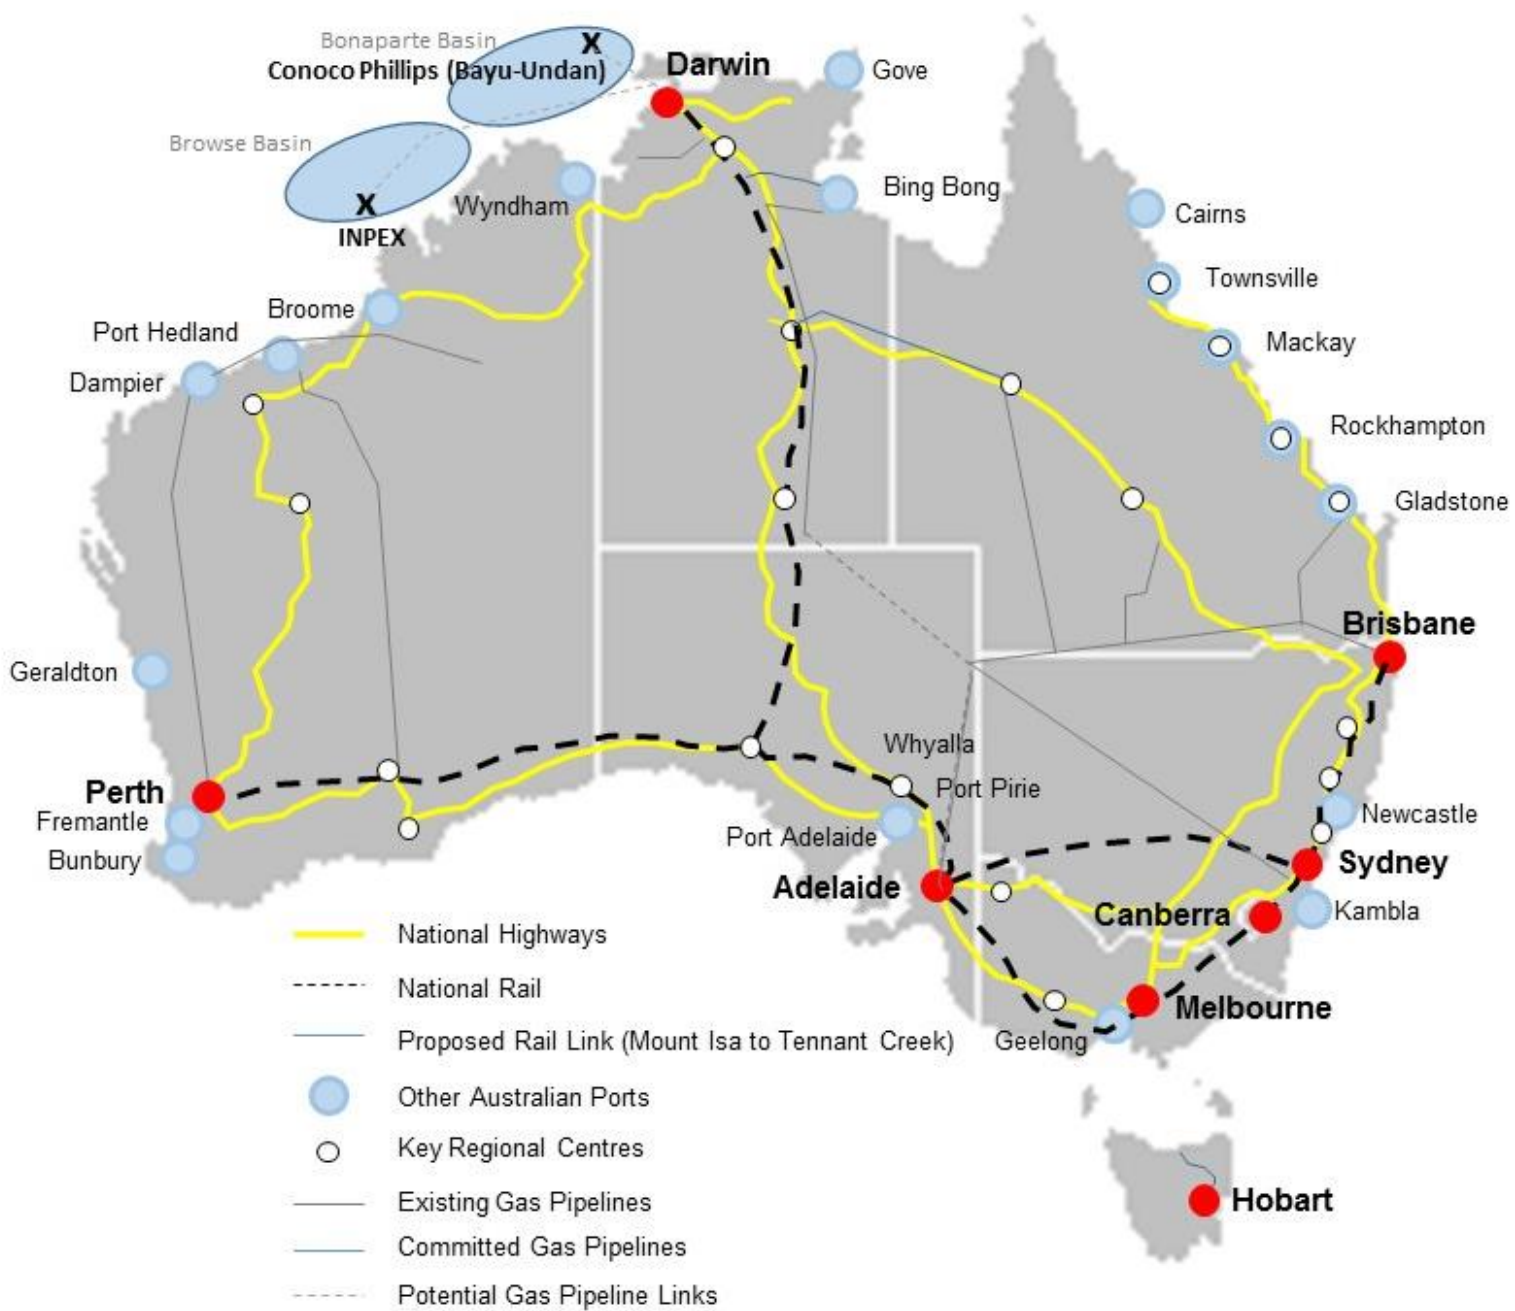 Bonaparte Basin
Conoco Phillips (Bayu-Undan)
X
Darwin
Gove
Browse Basin
X
INPEX
Wyndham
Bing Bong
Cairns
Townsville
Broome
Port Hedland
Mackay
Dampier
Rockhampton
Gladstone
Brisbane
Geraldton
Whyalla
Port Pirie
Perth
Fremantle
Newcastle
Port Adelaide
Bunbury
Sydney
Adelaide
Canberra
Kambla
National Highways
National Rail
Melbourne
Proposed Rail Link (Mount Isa to Tennant Creek)
Geelong
Other Australian Ports
Key Regional Centres
Existing Gas Pipelines
Hobart
Committed Gas Pipelines
Potential Gas Pipeline Links